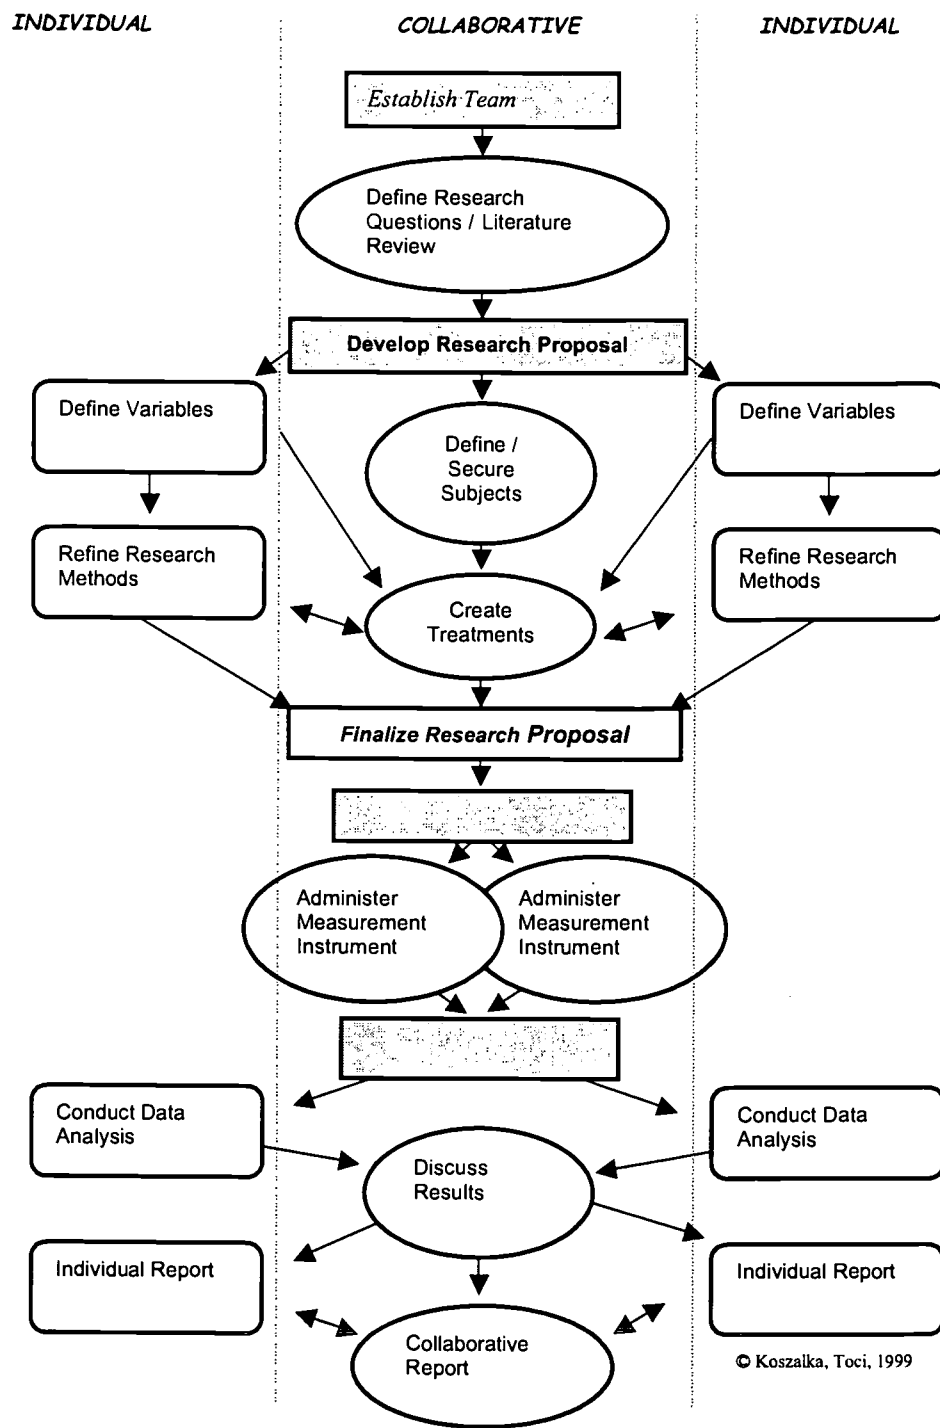 INDIVIDUAL
COLLABORATIVE
INDIVIDUAL
Establish Team
Define Research
Questions / Literature
Review
Develop Research Proposal
Define Variables
Define /
Secure
Subjects
Define Variables
Refine Research
Methods
Create
Treatments
Refine Research
Methods
Finalize Research Proposal
Administer
Measurement
Instrument
Administer
Measurement
Instrument
Conduct Data
Analysis
Conduct Data
Analysis
Discuss
Results
Individual Report
Individual Report
Collaborative
Report
© Koszalka, Toci, 1999